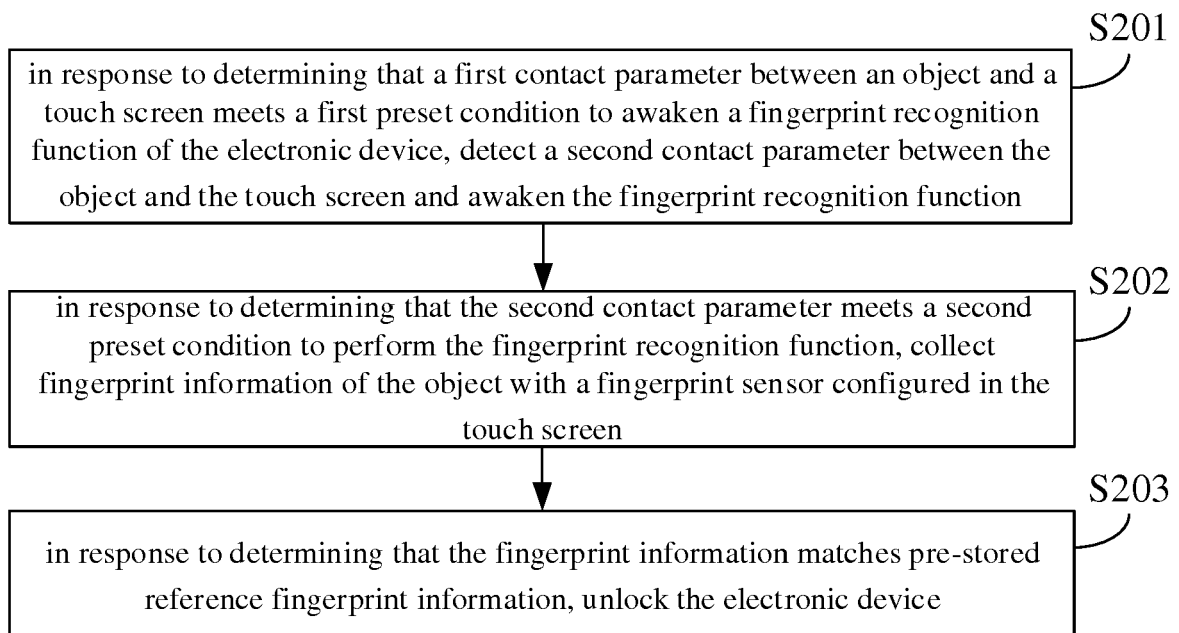 S201
in response to determining that a first contact parameter between an object and a
touch screen meets a first preset condition to awaken a fingerprint recognition
function of the electronic device, detect a second contact parameter between the
object and the touch screen and awaken the fingerprint recognition function
S202
in response to determining that the second contact parameter meets a second
preset condition to perform the fingerprint recognition function, collect
fingerprint information of the object with a fingerprint sensor configured in the
touch screen
S203
in response to determining that the fingerprint information matches pre-stored
reference fingerprint information, unlock the electronic device